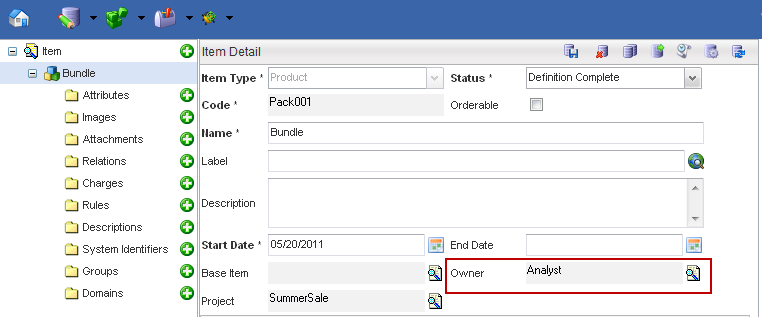 Item
Bundle
Attributes
Images
Attachments
Relations
Charges
Rules
Descriptions
System Identifiers
Groups
Domains
Item Detail
Item Type * Product Status * Definition Complete
Code * Pack001 Orderable
Name * Bundle
Label
Description
Start Date * 05/20/2011 End Date
Base Item Owner Analyst
Project SummerSale